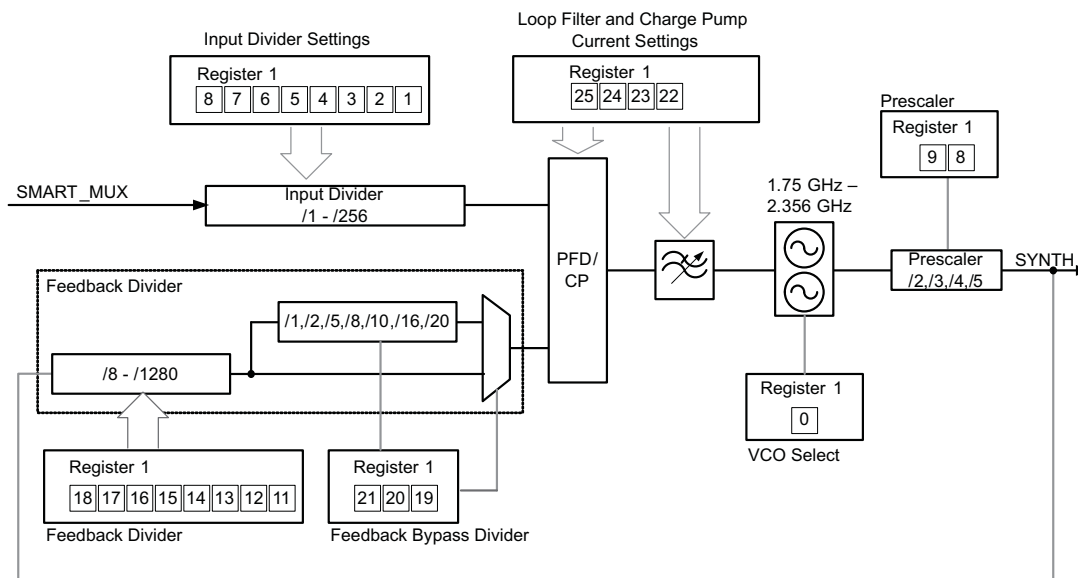 Input Divider Settings
Register 1
8 7 6 5 4 3 2 1
Loop Filter and Charge Pump
Current Settings
Register 1
25 24 23 22
Prescaler
Register 1
9 8
SMART_MUX
Input Divider
/1 - /256
PFD/
CP
1.75 GHz –
2.356 GHz
Prescaler
/2,/3,/4,/5
SYNTH
Feedback Divider
/1,/2,/5,/8,/10,/16,/20
/8 - /1280
Register 1
0
VCO Select
Register 1
18 17 16 15 14 13 12 11
Feedback Divider
Register 1
21 20 19
Feedback Bypass Divider